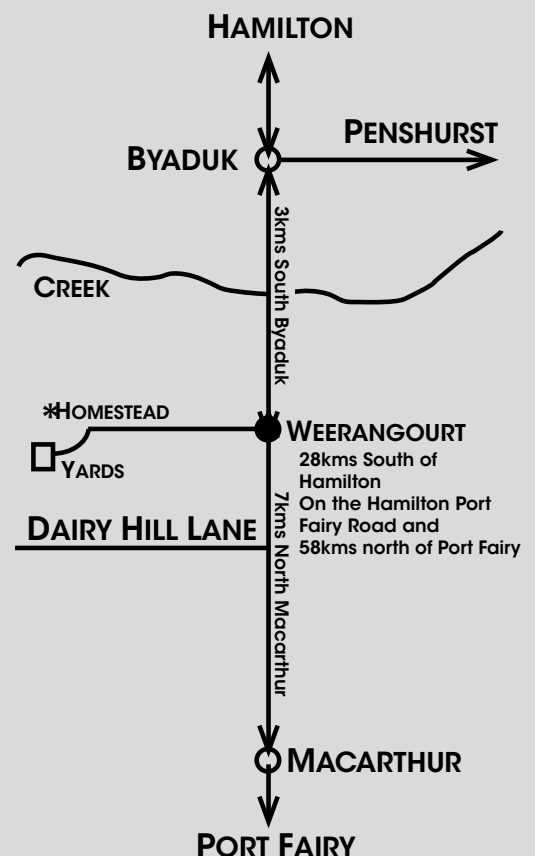 HAMILTON
PENSHURST
BYADUK
3kms South Byaduk
CREEK
*HOMESTEAD
YARDS
WEERANGOURT
28kms South of
Hamilton
On the Hamilton Port
Fairy Road and
58kms north of Port Fairy
7kms North Macarthur
DAIRY HILL LANE
MACARTHUR
PORT FAIRY